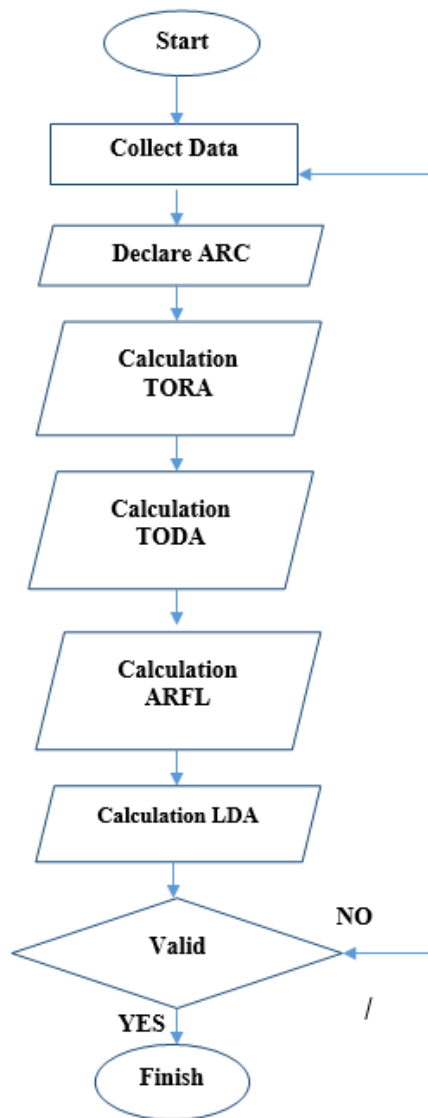 Start
Collect Data
Declare ARC
Calculation
TORA
Calculation
TODA
Calculation
ARFL
Calculation LDA
NO
Valid
/
YES
Finish